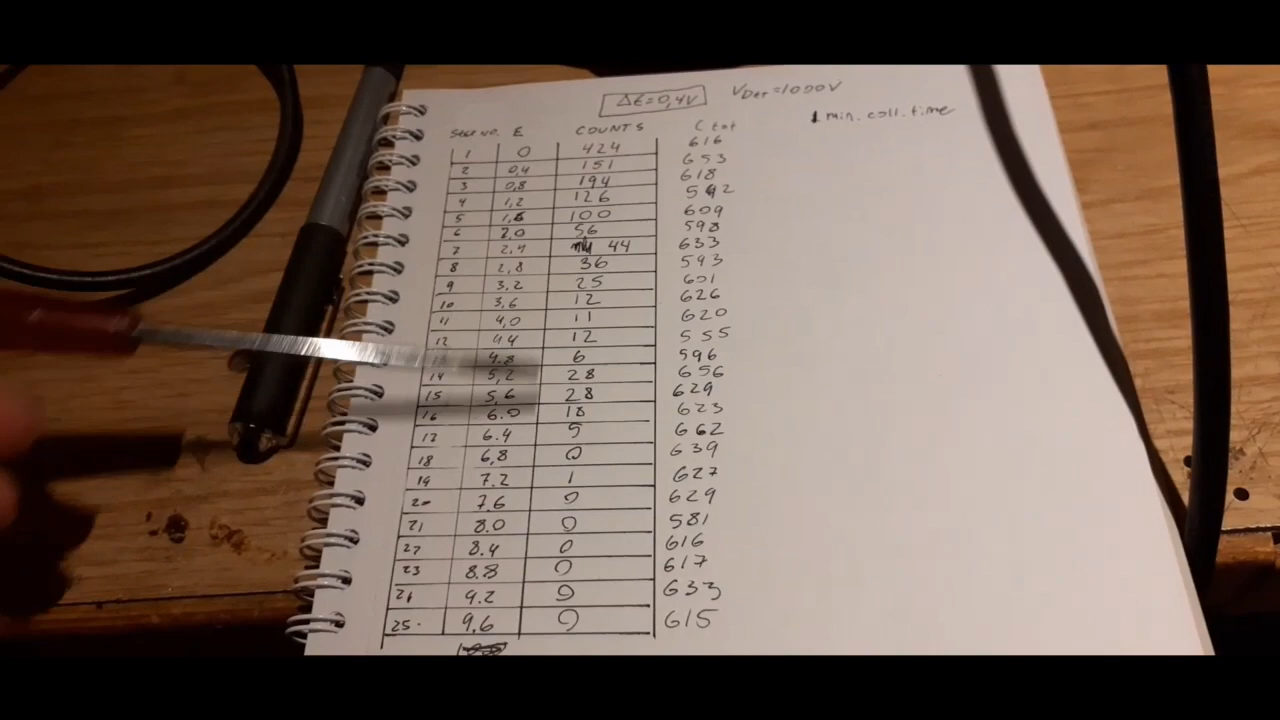 ΔE=0,4V VDET=1000V
1 min. coll. time
SEGM NO. E COUNTS C tot
1 0 424 616
2 0,4 151 653
3 0,8 194 618
4 1,2 126 592
5 1,6 100 609
6 2,0 56 598
7 2,4 44 633
8 2,8 36 593
9 3,2 25 601
10 3,6 12 626
11 4,0 11 620
12 4,4 12 555
13 4.8 6 596
14 5,2 28 656
15 5,6 28 629
16 6.0 18 623
17 6.4 5 662
18 6,8 0 639
19 7.2 1 627
20 7.6 0 629
21 8.0 0 581
22 8.4 0 616
23 8.8 0 617
24 9.2 0 633
25. 9.6 0 615